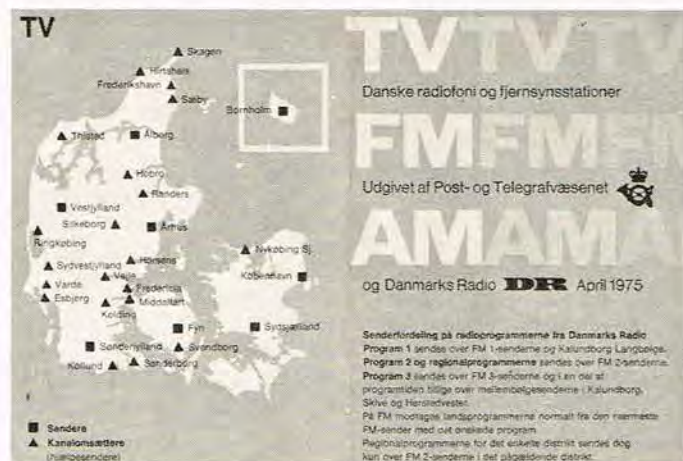 TV
Skagen
Hirtshals
Frederikshavn
Sæby
Bornholm
Thisted
Ålborg
Hobro
Randers
Vestjylland
Silkeborg
Århus
Ringkøbing
Nykøbing Sj
Horsens
Sydvestjylland
Vejle
København
Varde
Fredericia
Esbjerg
Middelfart
Kolding
Fyn
Sydsjælland
Sønderjylland
Svendborg
Kollund
Sønderborg
Sendere
Kanalomsættere
(hjælpesendere)
TVTVTV
Danske radiofoni og fjernsynsstationer
FMFMFM
Udgivet af Post- og Telegrafvæsenet
AMAMAM
og Danmarks Radio DR April 1975
Senderfordeling på radioprogrammerne fra Danmarks Radio
Program 1 sendes over FM 1-senderne og Kalundborg Langbølge.
Program 2 og regionalprogrammerne sendes over FM 2-senderne.
Program 3 sendes over FM 3-senderne og i en del af
programtiden tillige over mellembølgesenderne i Kalundborg,
Skive og Herstedvester.
På FM modtages landsprogrammerne normalt fra den nærmeste
FM-sender med det ønskede program.
Regionalprogrammerne for det enkelte distrikt sendes dog
kun over FM 2-senderne i det pågældende distrikt.